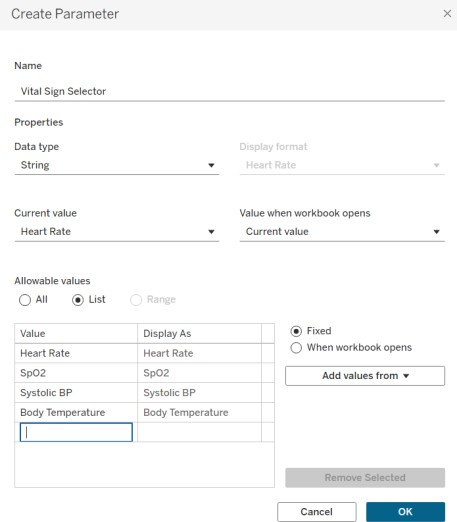 Create Parameter
Name
Vital Sign Selector
Properties
Data type Display format
String Heart Rate
Current value Value when workbook opens
Heart Rate Current value
Allowable values
All List Range
Value Display As
Fixed
Heart Rate Heart Rate
When workbook opens
SpO2 SpO2
Add values from
Systolic BP Systolic BP
Body Temperature Body Temperature
Remove Selected
Cancel OK